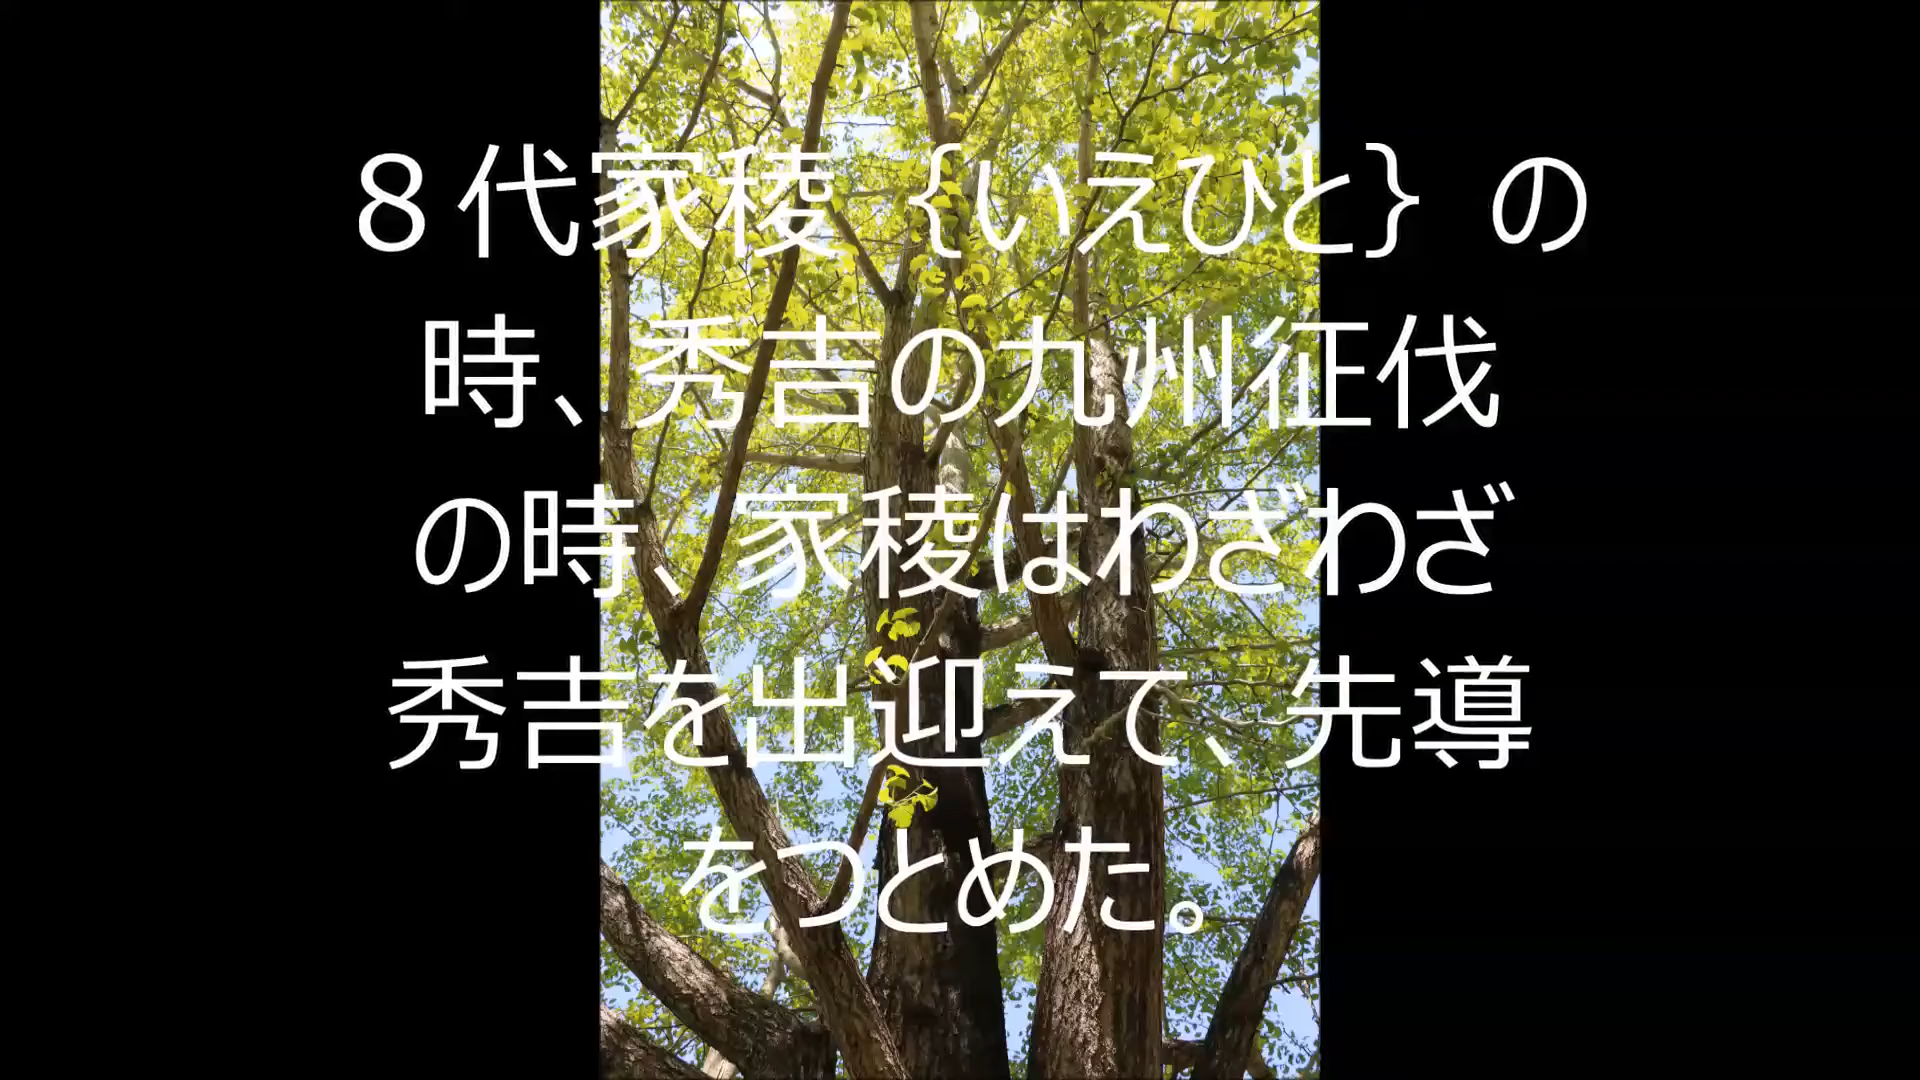 ８代家稜｛いえひと｝の
時、秀吉の九州征伐
の時、家稜はわざわざ
秀吉を出迎えて、先導
をつとめた。